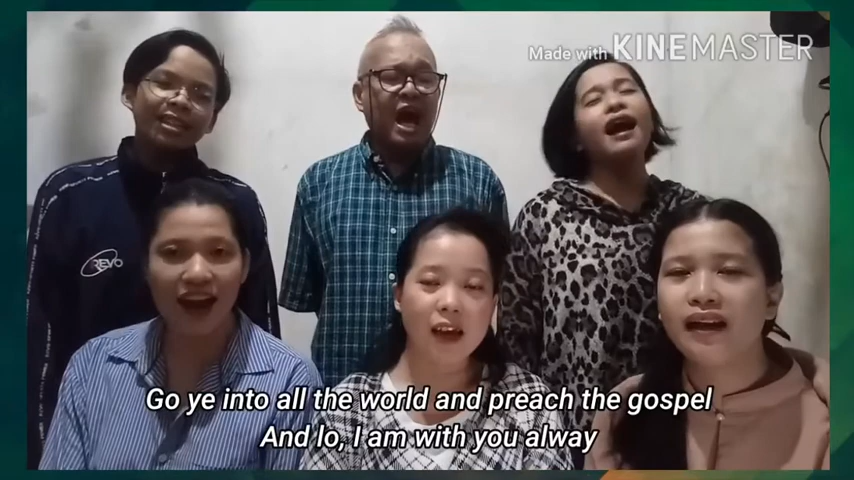 Made with KINEMASTER
REVO
Go ye into all the world and preach the gospel
And lo, I am with you alway